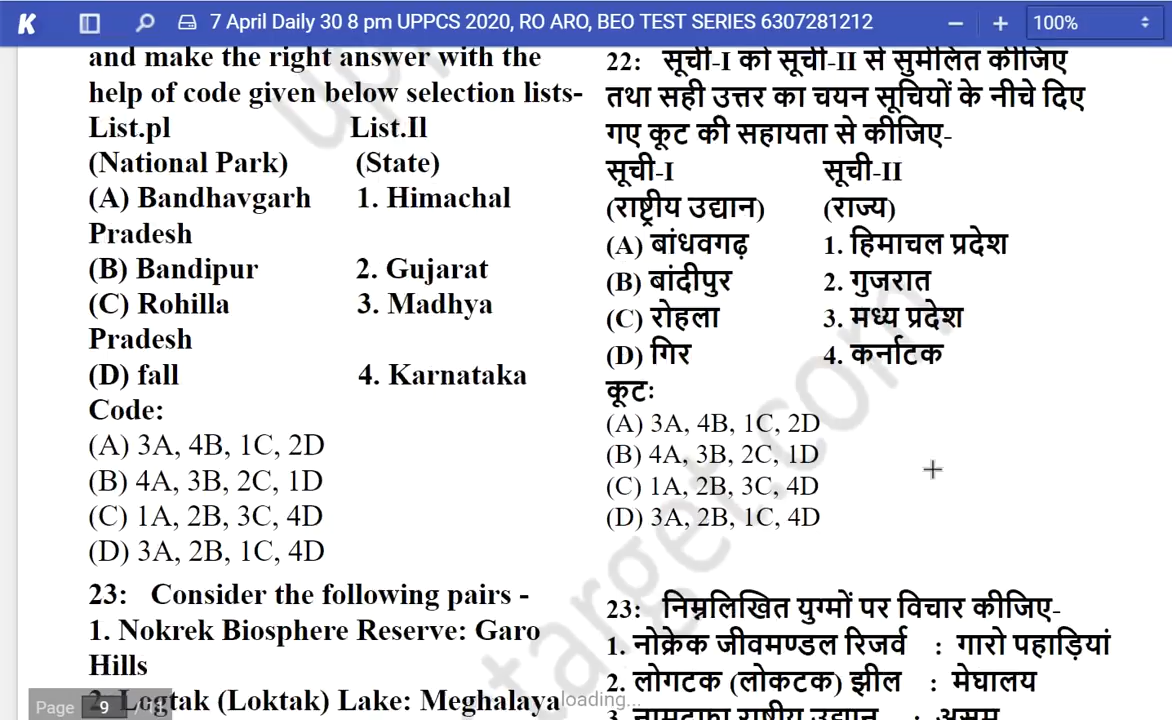 7 April Daily 30 8 pm UPPCS 2020, RO ARO, BEO TEST SERIES 6307281212
100%
and make the right answer with the
help of code given below selection lists-
List.pl List.Il
(National Park) (State)
(A) Bandhavgarh 1. Himachal
Pradesh
(B) Bandipur 2. Gujarat
(C) Rohilla 3. Madhya
Pradesh
(D) fall 4. Karnataka
Code:
(A) 3A, 4B, 1C, 2D
(B) 4A, 3B, 2C, 1D
(C) 1A, 2B, 3C, 4D
(D) 3A, 2B, 1C, 4D
23: Consider the following pairs -
1. Nokrek Biosphere Reserve: Garo
Hills
2. Logtak (Loktak) Lake: Meghalaya
22: सूची-I को सूची-II से सुमेलित कीजिए
तथा सही उत्तर का चयन सूचियों के नीचे दिए
गए कूट की सहायता से कीजिए-
सूची-I सूची-II
(राष्ट्रीय उद्यान) (राज्य)
(A) बांधवगढ़ 1. हिमाचल प्रदेश
(B) बांदीपुर 2. गुजरात
(C) रोहला 3. मध्य प्रदेश
(D) गिर 4. कर्नाटक
कूटः
(A) 3A, 4B, 1C, 2D
(B) 4A, 3B, 2C, 1D
(C) 1A, 2B, 3C, 4D
(D) 3A, 2B, 1C, 4D
23: निम्नलिखित युग्मों पर विचार कीजिए-
1. नोक्रेक जीवमण्डल रिजर्व : गारो पहाड़ियां
2. लोगटक (लोकटक) झील : मेघालय
3. नामदफा राष्ट्रीय उद्यान : असम
Page 9
loading...
target.com